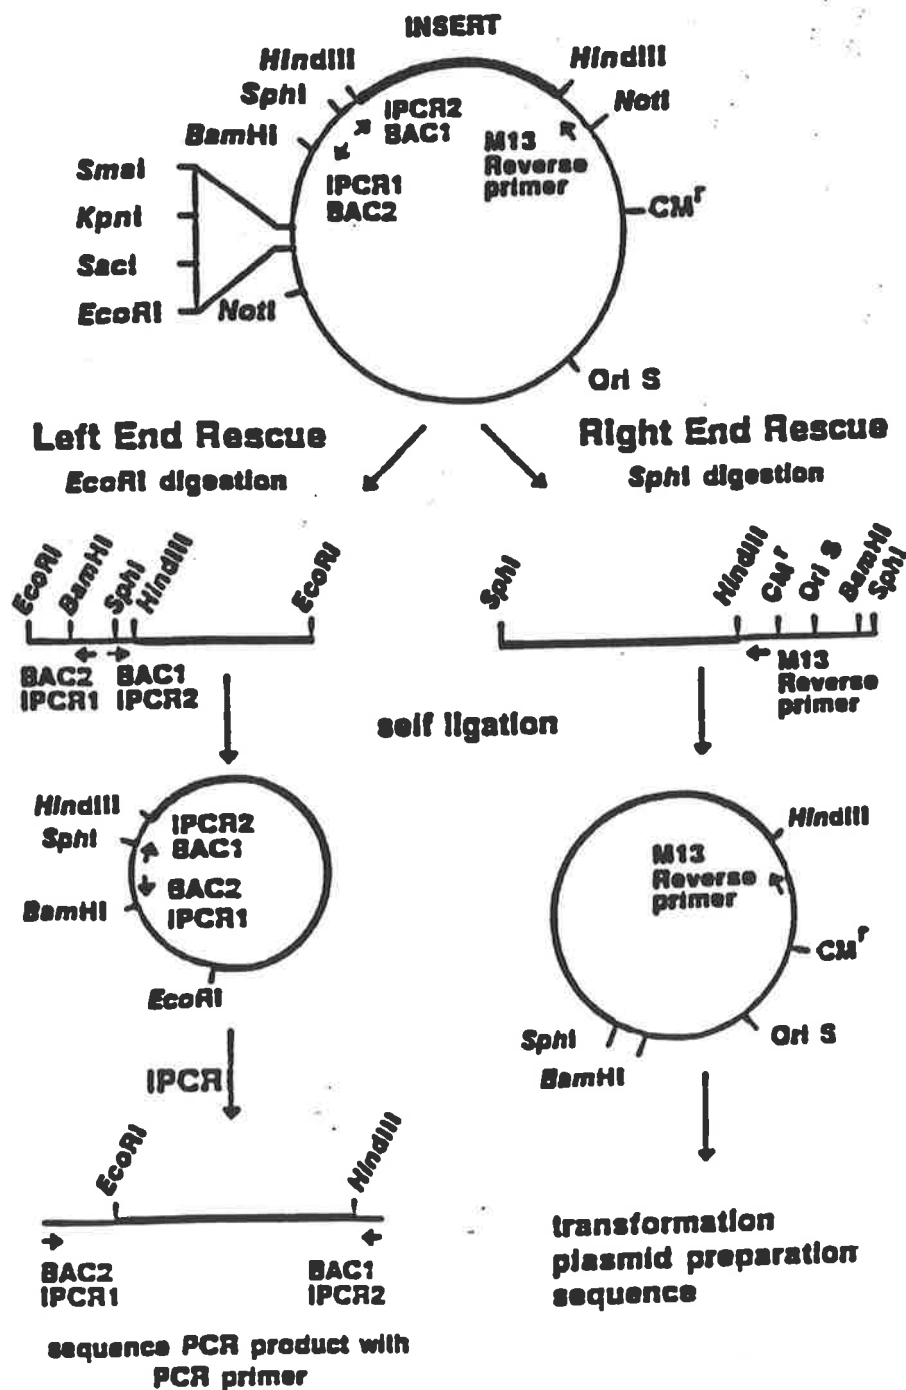 INSERT
HindIII
HindIII
SphI
NotI
BamHI
IPCR2
BAC1
M13
Reverse
primer
SmaI
IPCR1
BAC2
CMr
KpnI
SacI
EcoRI
NotI
Ori S
Left End Rescue
EcoRI digestion
Right End Rescue
SphI digestion
EcoRI
BamHI
SphI
HindIII
EcoRI
SphI
HindIII
CMr
Ori S
BamHI
SphI
BAC2
IPCR1
BAC1
IPCR2
M13
Reverse
primer
self ligation
HindIII
SphI
IPCR2
BAC1
BAC2
IPCR1
BamHI
EcoRI
HindIII
M13
Reverse
primer
CMr
Ori S
SphI
BamHI
IPCR
EcoRI
HindIII
BAC2
IPCR1
BAC1
IPCR2
sequence PCR product with
PCR primer
transformation
plasmid preparation
sequence